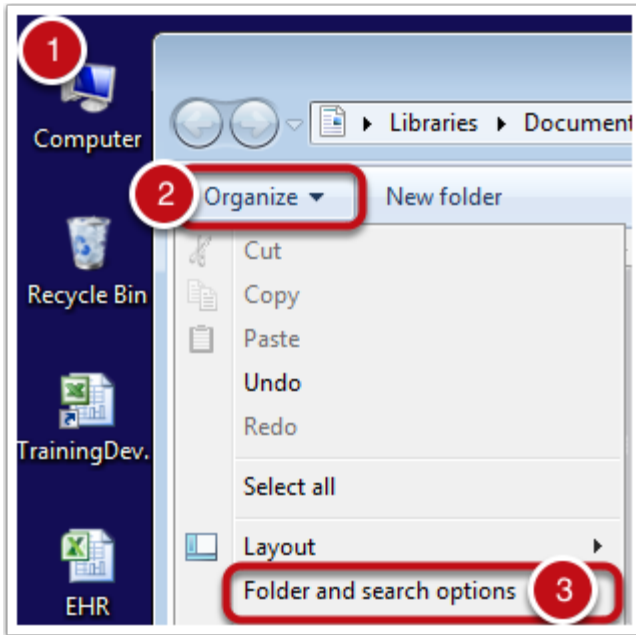 1
Computer
Libraries Document
2
Organize New folder
Cut
Copy
Recycle Bin
Paste
Undo
Redo
TrainingDev.
Select all
Layout
Folder and search options 3
EHR